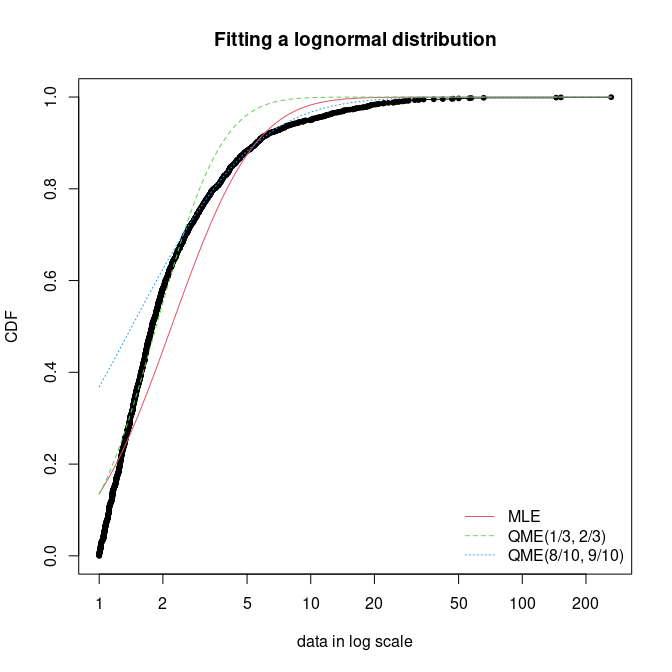 Fitting a lognormal distribution
CDF
1.0
0.8
0.6
0.4
0.2
0.0
MLE
QME(1/3, 2/3)
QME(8/10, 9/10)
1 2 5 10 20 50 100 200
data in log scale